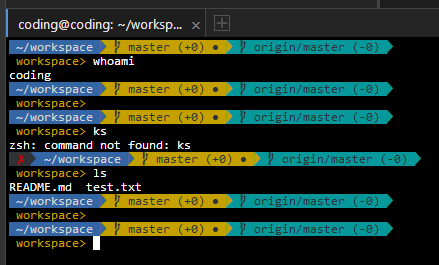 coding@coding: ~/worksp...
~/workspace master (+0) ● origin/master (-0)
workspace> whoami
coding
~/workspace master (+0) ● origin/master (-0)
workspace>
~/workspace master (+0) ● origin/master (-0)
workspace> ks
zsh: command not found: ks
✗ ~/workspace master (+0) ● origin/master (-0)
workspace> ls
README.md test.txt
~/workspace master (+0) ● origin/master (-0)
workspace>
~/workspace master (+0) ● origin/master (-0)
workspace>